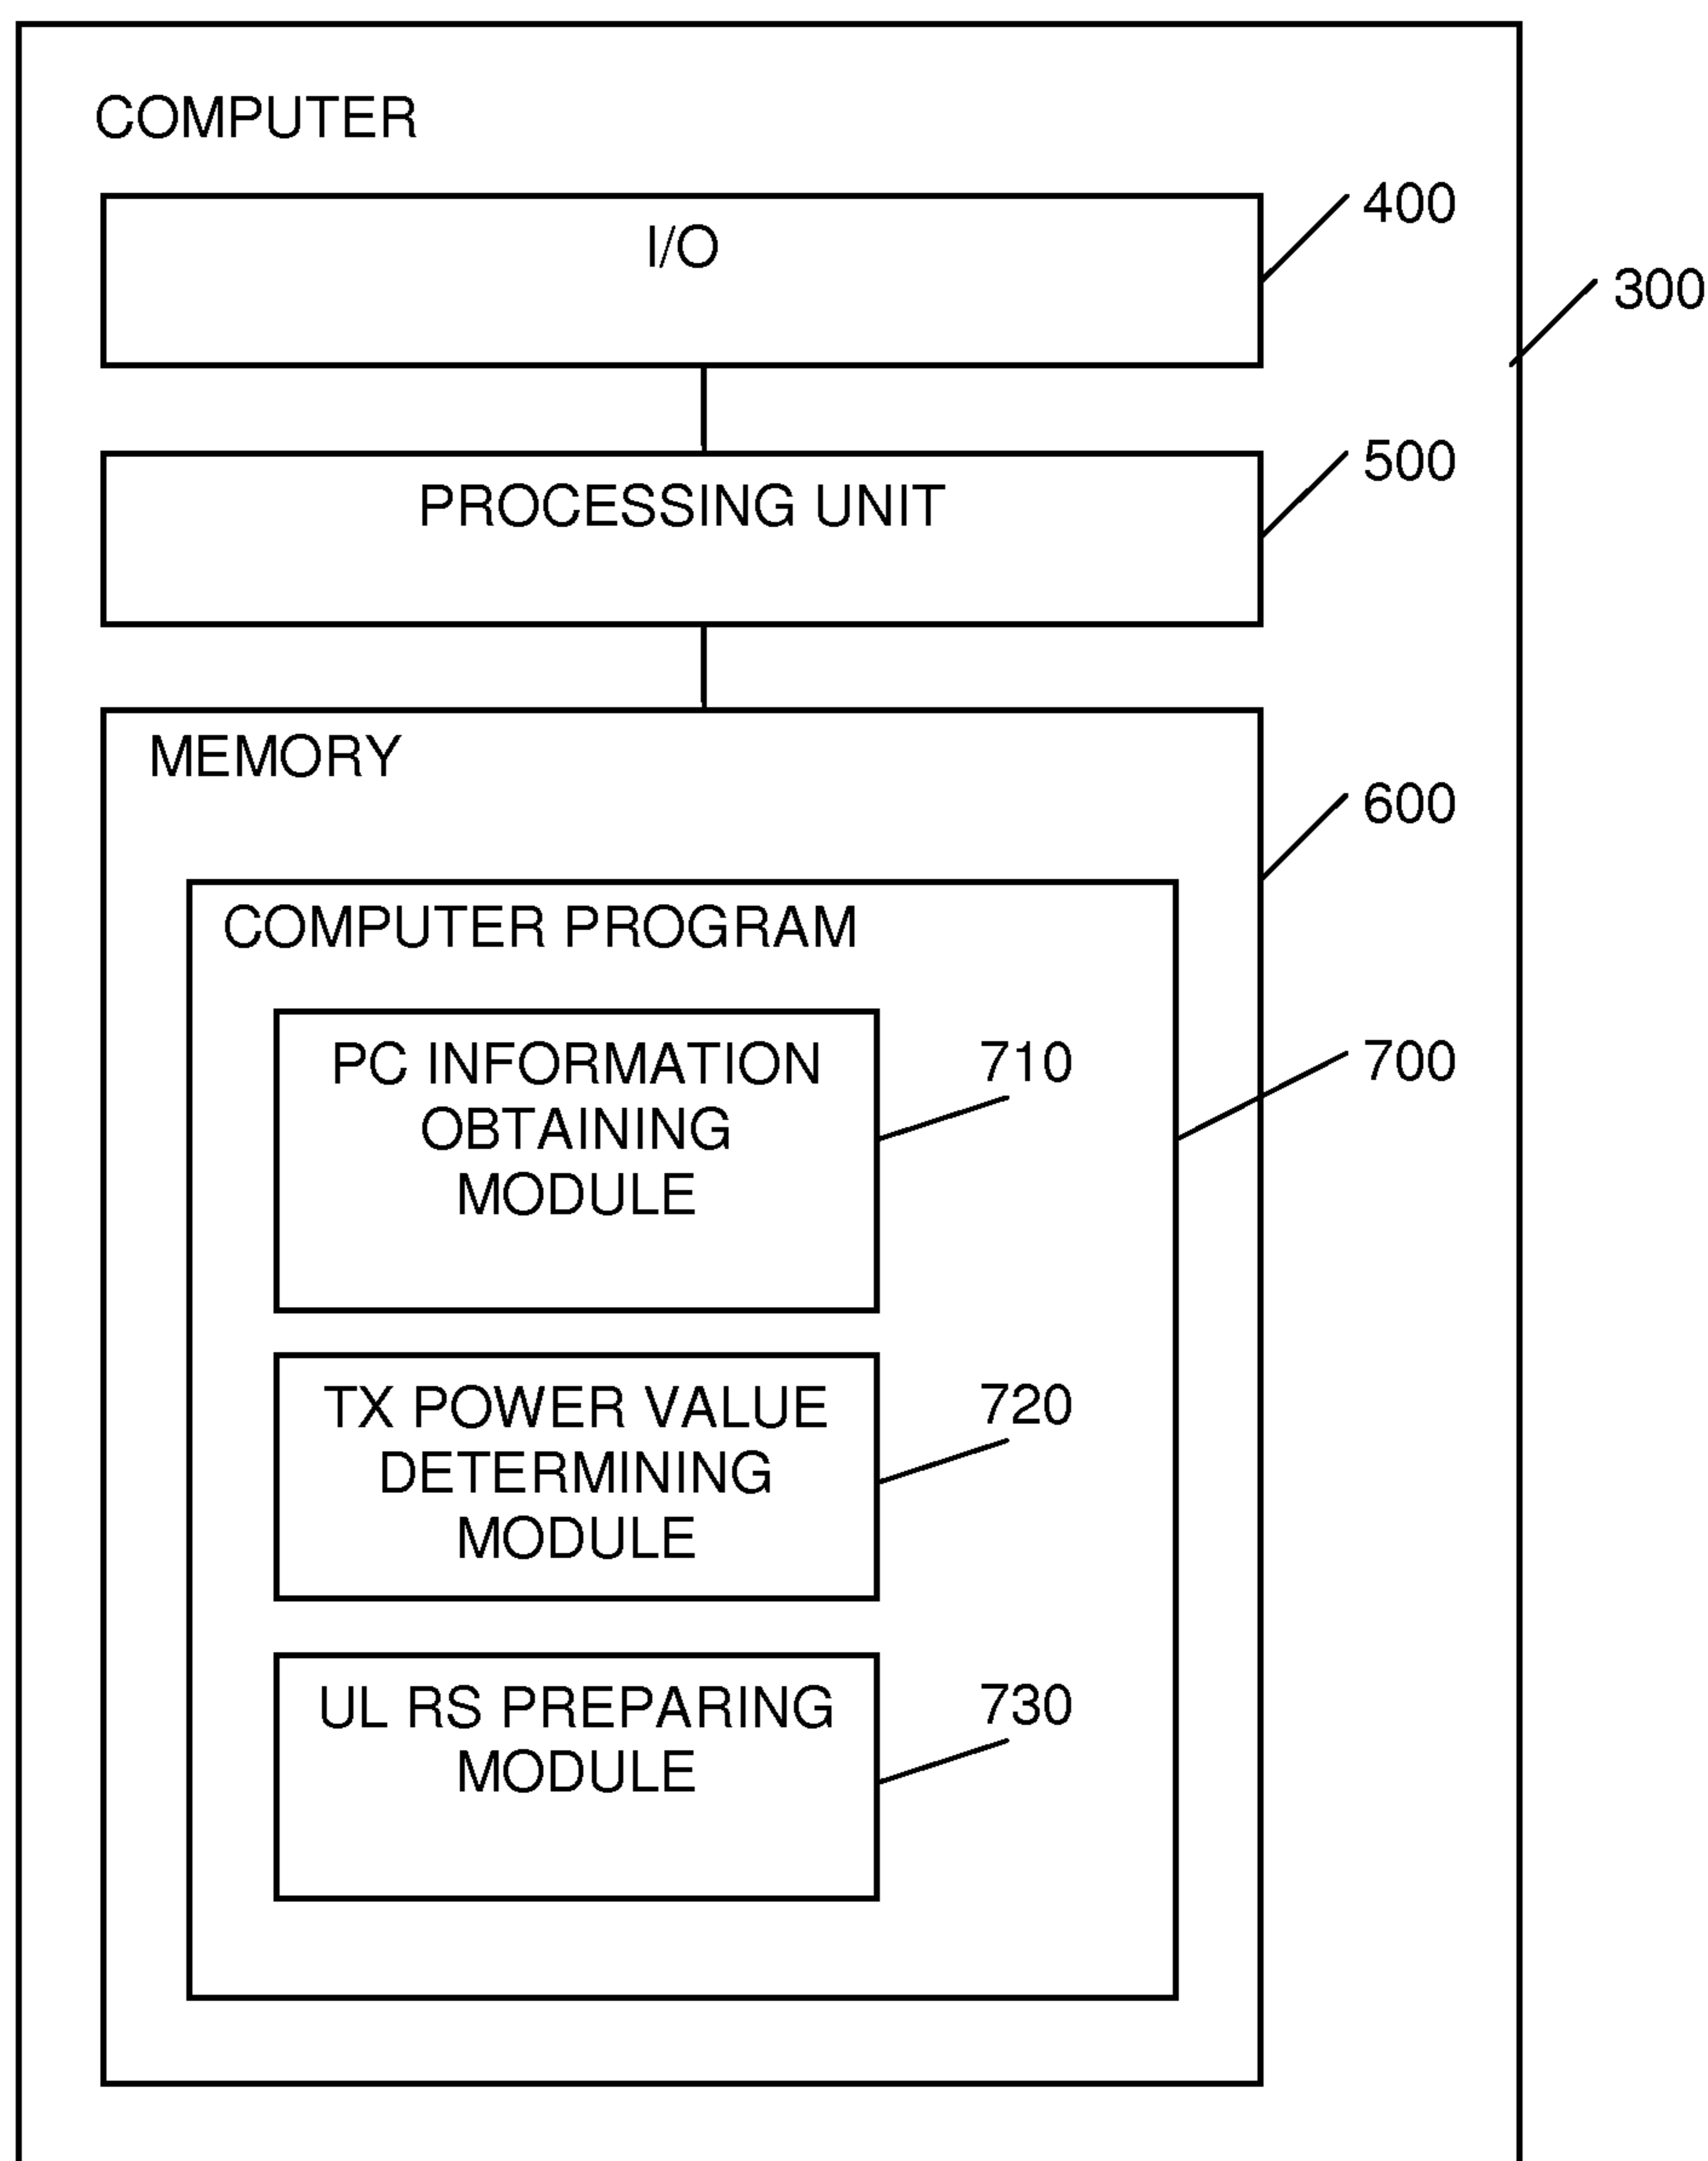 COMPUTER
I/O
400
300
PROCESSING UNIT
500
MEMORY
600
COMPUTER PROGRAM
PC INFORMATION
OBTAINING
MODULE
710
700
TX POWER VALUE
DETERMINING
MODULE
720
UL RS PREPARING
MODULE
730